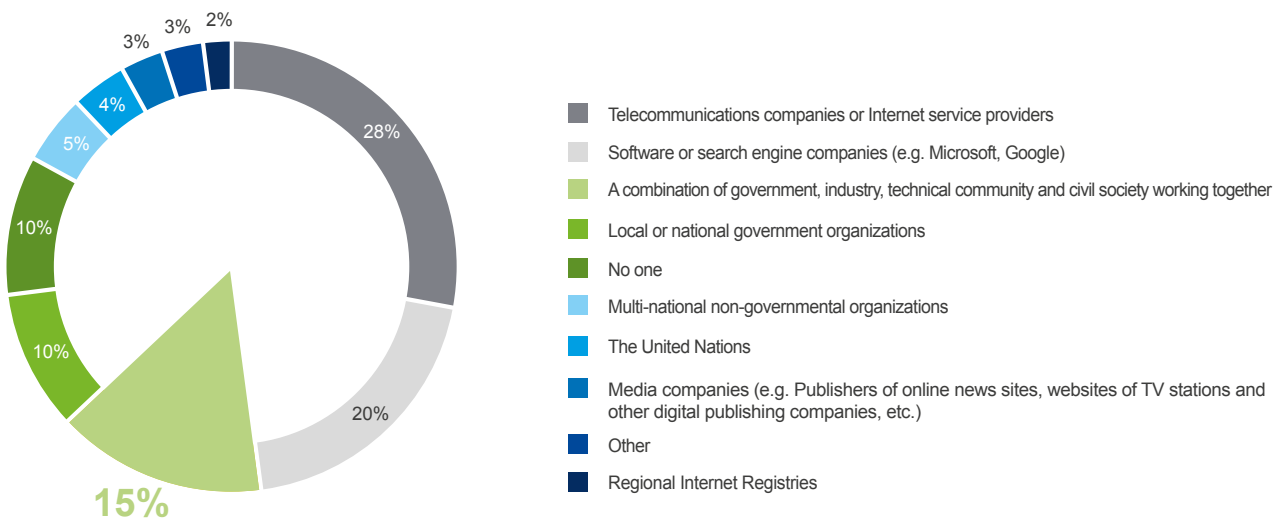 2%
3%
3%
4%
28%
5%
10%
10%
20%
15%
Telecommunications companies or Internet service providers
Software or search engine companies (e.g. Microsoft, Google)
A combination of government, industry, technical community and civil society working together
Local or national government organizations
No one
Multi-national non-governmental organizations
The United Nations
Media companies (e.g. Publishers of online news sites, websites of TV stations and
other digital publishing companies, etc.)
Other
Regional Internet Registries